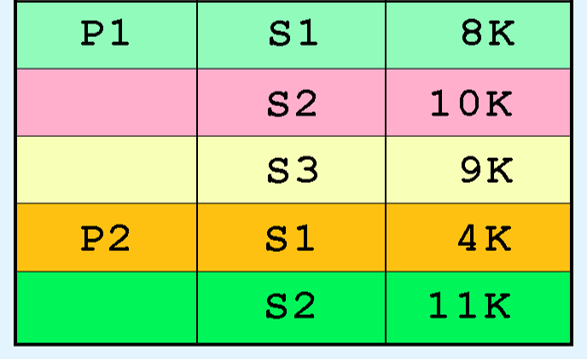 P1 S1 8K
S2 10K
S3 9K
P2 S1 4K
S2 11K